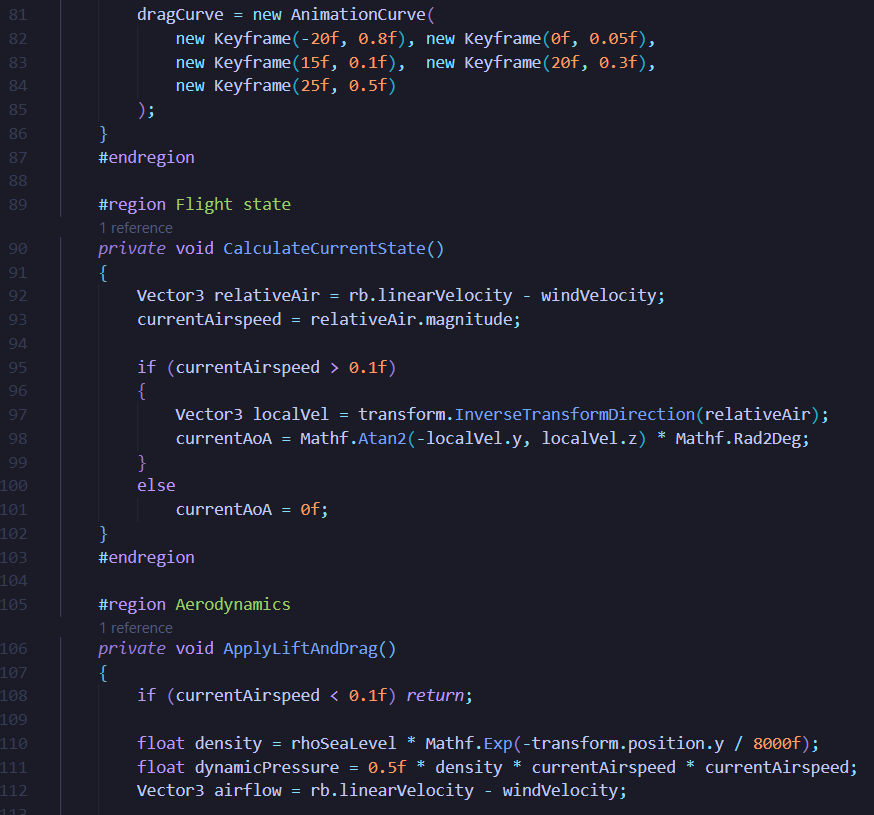 81 dragCurve = new AnimationCurve(
82 new Keyframe(-20f, 0.8f), new Keyframe(0f, 0.05f),
83 new Keyframe(15f, 0.1f),  new Keyframe(20f, 0.3f),
84 new Keyframe(25f, 0.5f)
85 );
86 }
87 #endregion
88
89 #region Flight state
1 reference
90 private void CalculateCurrentState()
91 {
92 Vector3 relativeAir = rb.linearVelocity - windVelocity;
93 currentAirspeed = relativeAir.magnitude;
94
95 if (currentAirspeed > 0.1f)
96 {
97 Vector3 localVel = transform.InverseTransformDirection(relativeAir);
98 currentAoA = Mathf.Atan2(-localVel.y, localVel.z) * Mathf.Rad2Deg;
99 }
100 else
101 currentAoA = 0f;
102 }
103 #endregion
104
105 #region Aerodynamics
1 reference
106 private void ApplyLiftAndDrag()
107 {
108 if (currentAirspeed < 0.1f) return;
109
110 float density = rhoSeaLevel * Mathf.Exp(-transform.position.y / 8000f);
111 float dynamicPressure = 0.5f * density * currentAirspeed * currentAirspeed;
112 Vector3 airflow = rb.linearVelocity - windVelocity;
113